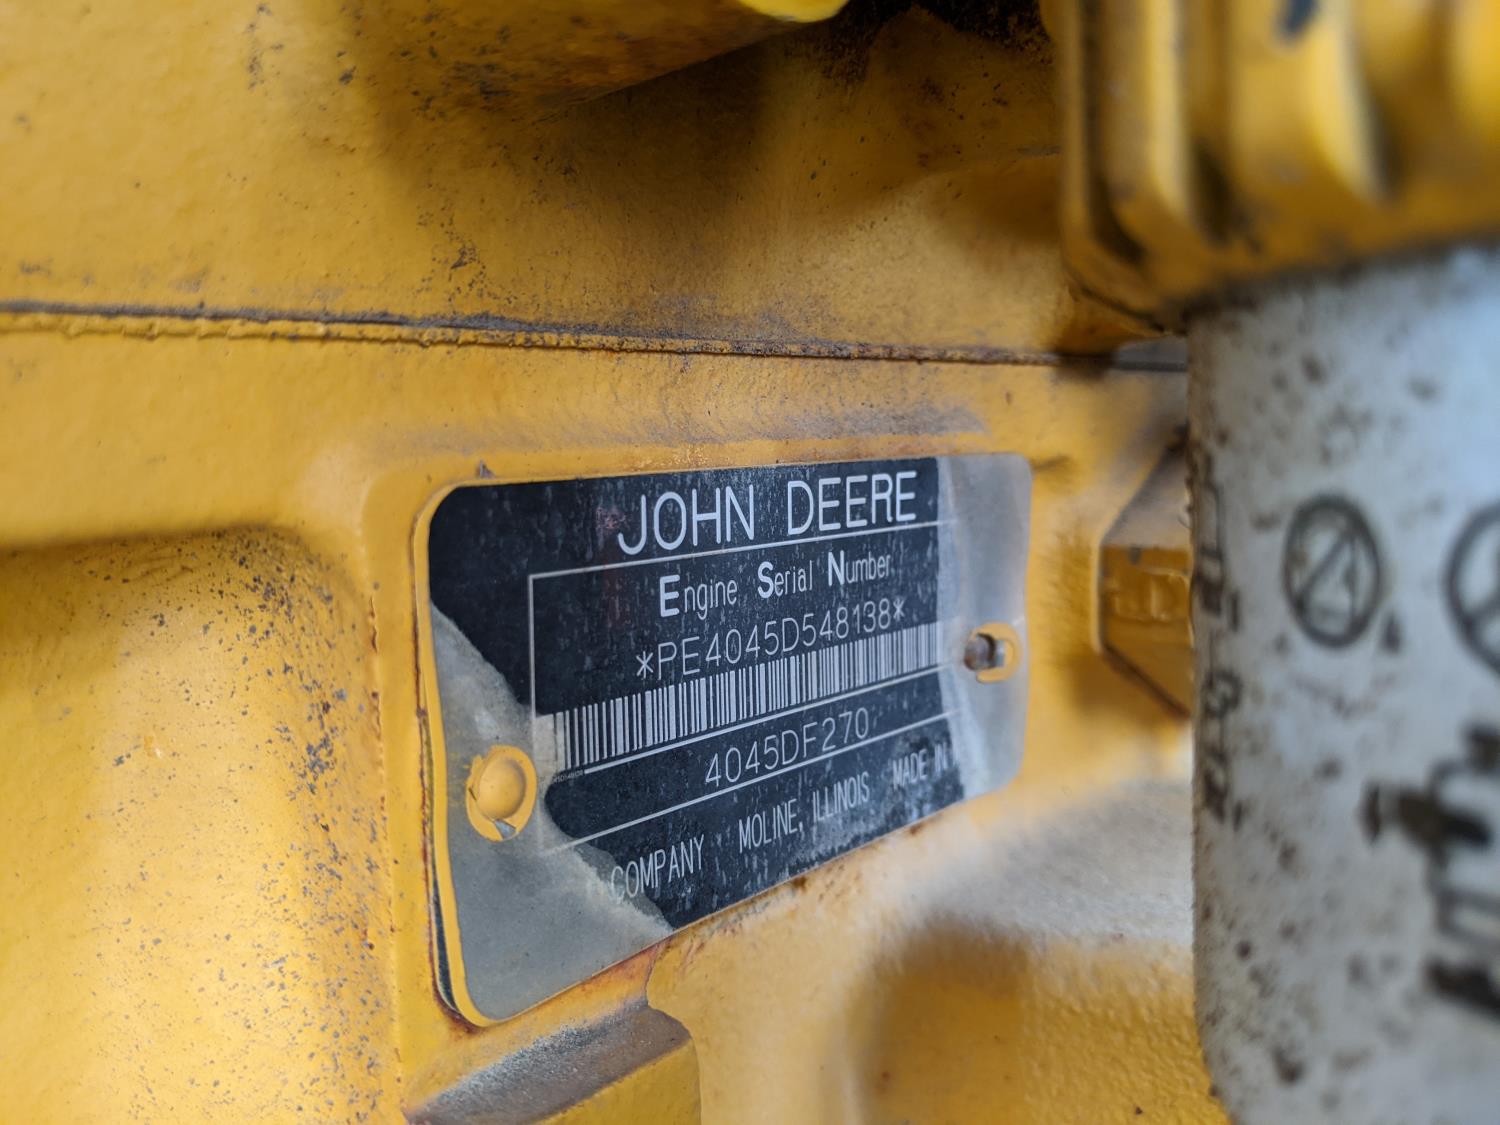 JOHN DEERE
Engine Serial Number
*PE4045D548138*
4045DF270
COMPANY MOLINE, ILLINOIS MADE IN